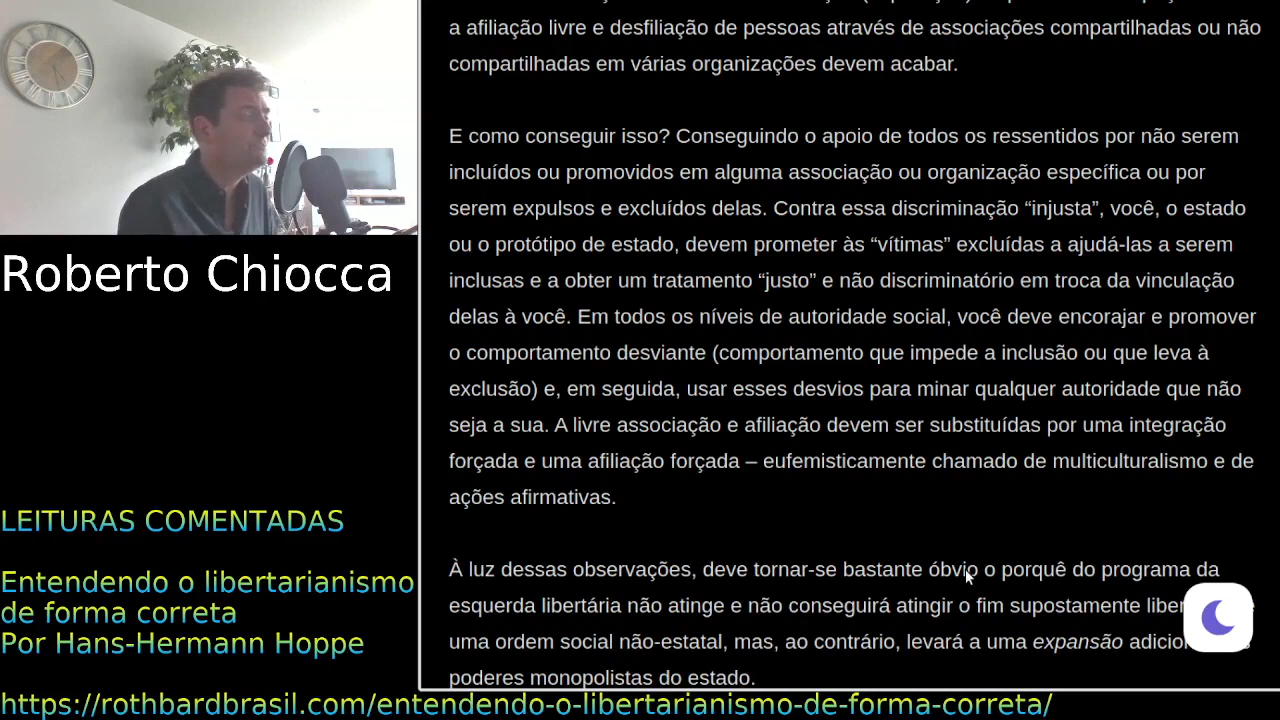 a afiliação livre e desfiliação de pessoas através de associações compartilhadas ou não
compartilhadas em várias organizações devem acabar.
E como conseguir isso? Conseguindo o apoio de todos os ressentidos por não serem
incluídos ou promovidos em alguma associação ou organização específica ou por
serem expulsos e excluídos delas. Contra essa discriminação “injusta”, você, o estado
ou o protótipo de estado, devem prometer às “vítimas” excluídas a ajudá-las a serem
inclusas e a obter um tratamento “justo” e não discriminatório em troca da vinculação
delas à você. Em todos os níveis de autoridade social, você deve encorajar e promover
o comportamento desviante (comportamento que impede a inclusão ou que leva à
exclusão) e, em seguida, usar esses desvios para minar qualquer autoridade que não
seja a sua. A livre associação e afiliação devem ser substituídas por uma integração
forçada e uma afiliação forçada – eufemisticamente chamado de multiculturalismo e de
ações afirmativas.
À luz dessas observações, deve tornar-se bastante óbvio o porquê do programa da
esquerda libertária não atinge e não conseguirá atingir o fim supostamente
uma ordem social não-estatal, mas, ao contrário, levará a uma expansão
poderes monopolistas do estado.
Roberto Chiocca
LEITURAS COMENTADAS
Entendendo o libertarianismo
de forma correta
Por Hans-Hermann Hoppe
https://rothbardbrasil.com/entendendo-o-libertarianismo-de-forma-correta/